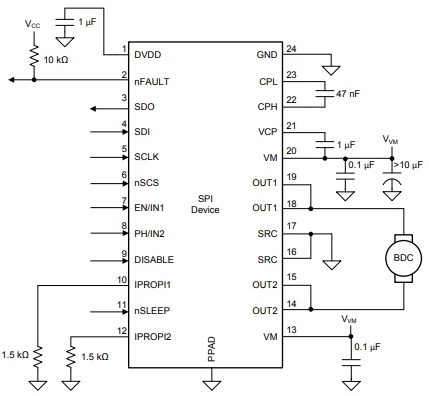 V_CC
1 µF
10 kΩ
1 DVDD
2 nFAULT
3 SDO
4 SDI
5 SCLK
6 nSCS
7 EN/IN1
8 PH/IN2
9 DISABLE
10 IPROPI1
11 nSLEEP
12 IPROPI2
1.5 kΩ
1.5 kΩ
SPI
Device
PPAD
GND 24
CPL 23
47 nF
CPH 22
VCP 21
1 µF
V_VM
VM 20
0.1 µF
>10 µF
OUT1 19
OUT1 18
SRC 17
SRC 16
BDC
OUT2 15
OUT2 14
V_VM
VM 13
0.1 µF